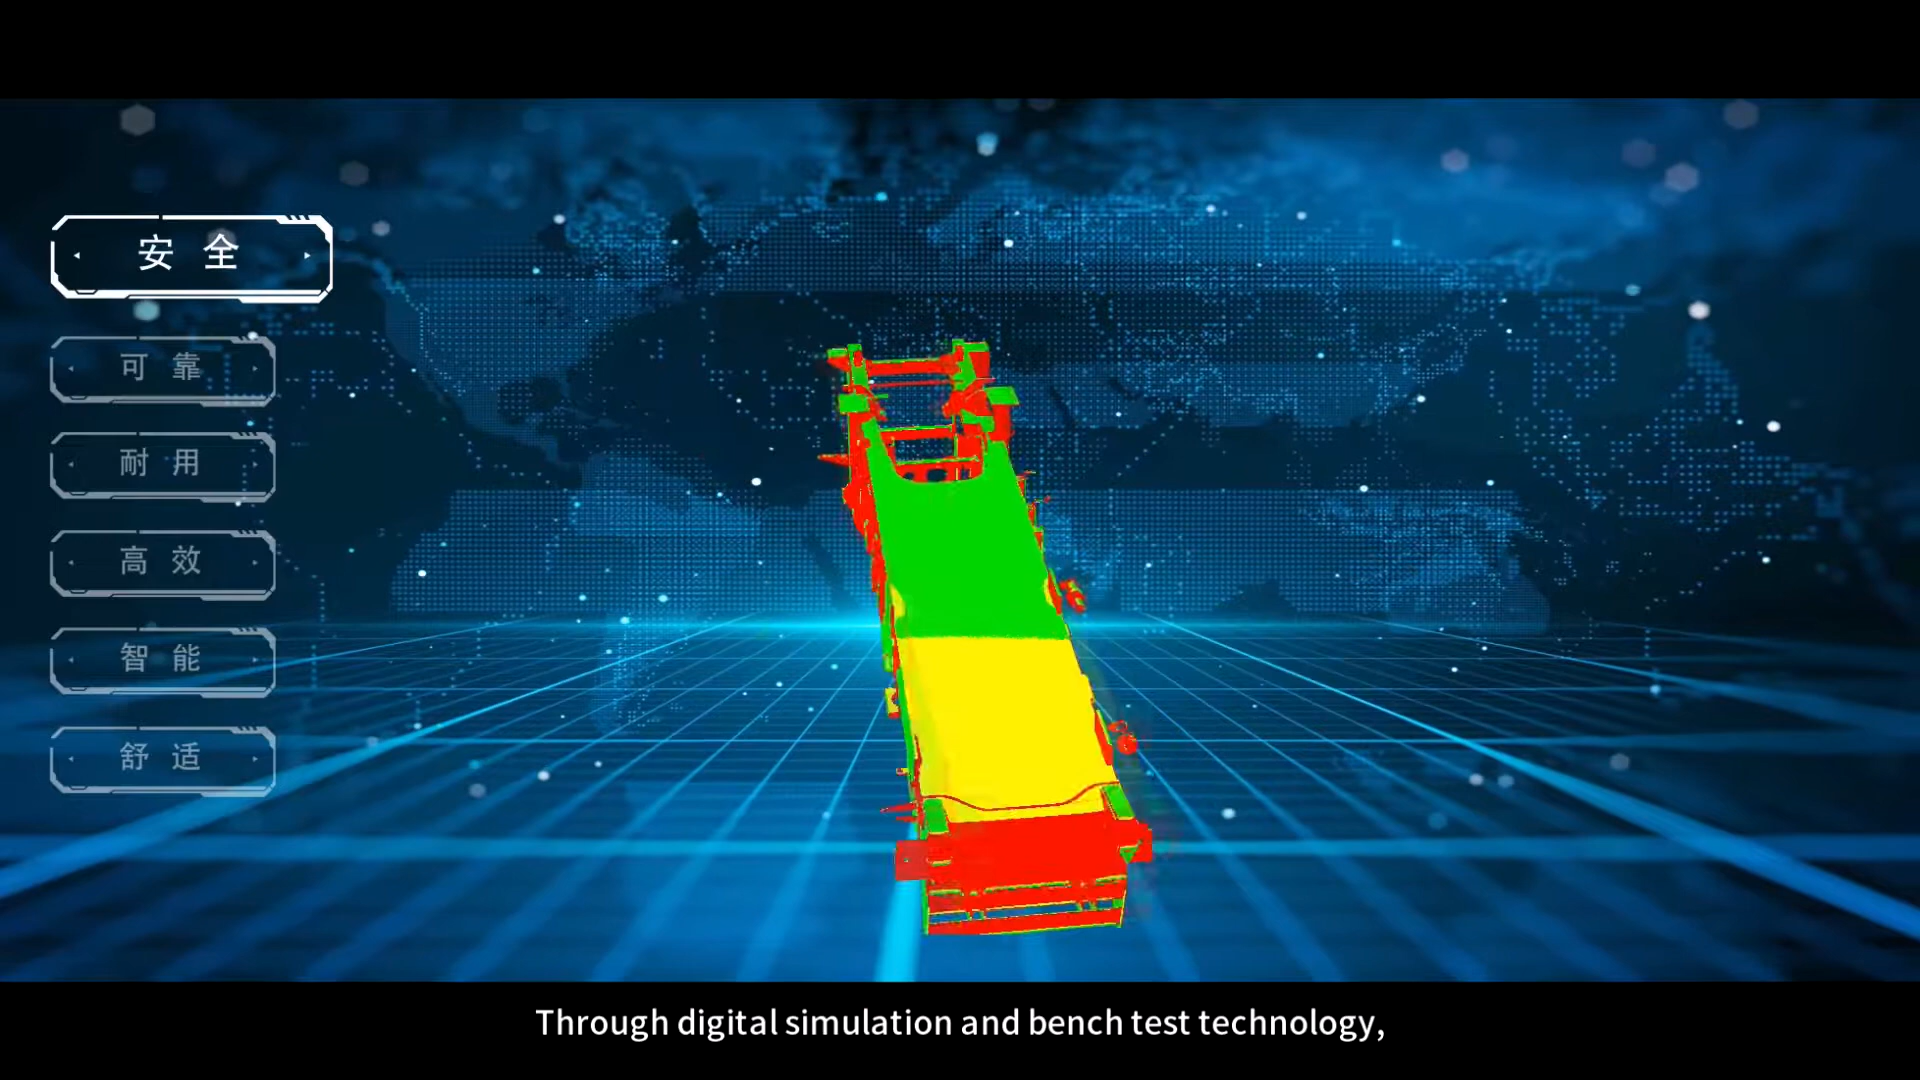 安全
可靠
耐用
高效
智能
舒适
Through digital simulation and bench test technology,